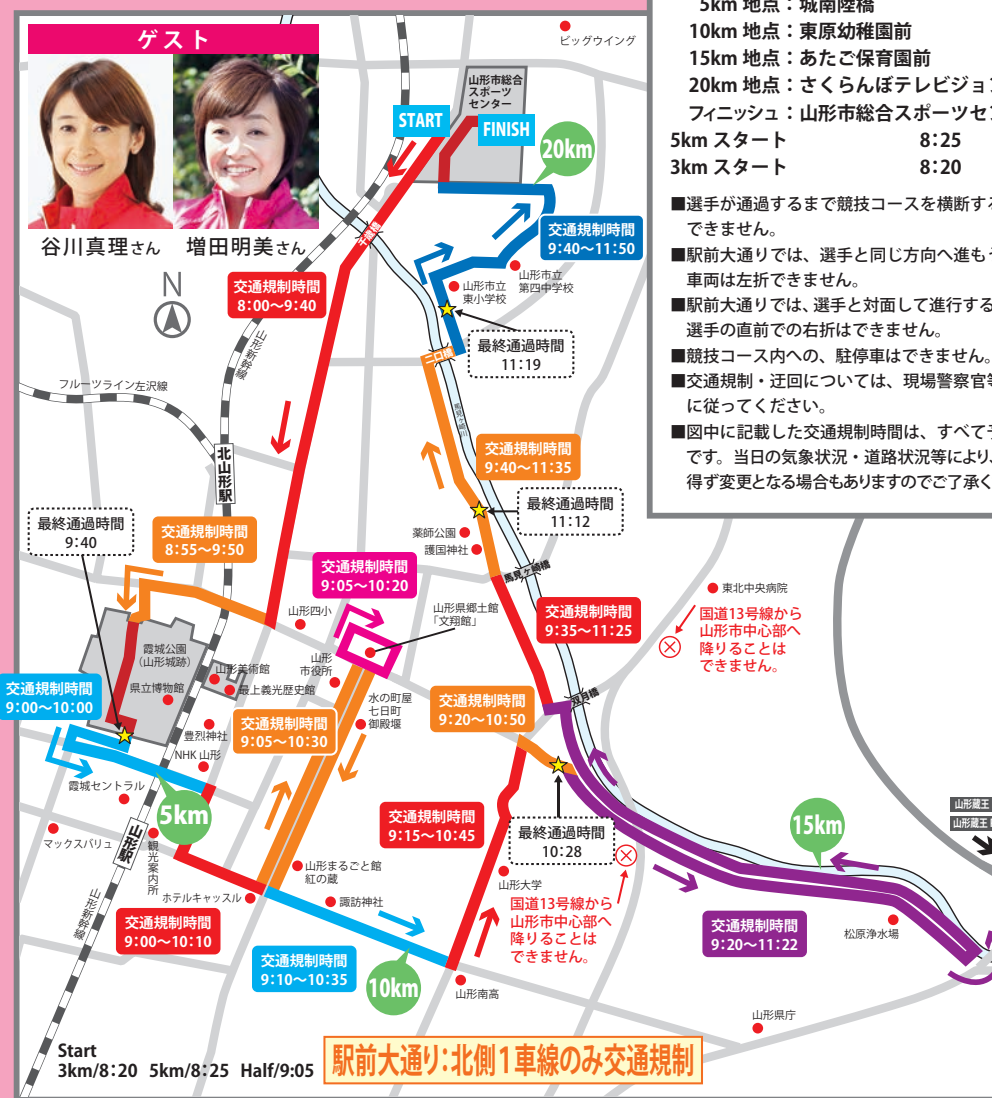 ゲスト
谷川真理さん 増田明美さん
5km 地点：城南陸橋
10km 地点：東原幼稚園前
15km 地点：あたご保育園前
20km 地点：さくらんぼテレビジョン
フィニッシュ：山形市総合スポーツセン
5km スタート 8:25
3km スタート 8:20
■選手が通過するまで競技コースを横断する
できません。
■駅前大通りでは、選手と同じ方向へ進もう
車両は左折できません。
■駅前大通りでは、選手と対面して進行する
選手の直前での右折はできません。
■競技コース内への、駐停車はできません。
■交通規制・迂回については、現場警察官等
に従ってください。
■図中に記載した交通規制時間は、すべて予
です。当日の気象状況・道路状況等により、
得ず変更となる場合もありますのでご了承く
ビッグウイング
山形市総合
スポーツ
センター
START
FINISH
20km
千歳橋
交通規制時間
9:40〜11:50
山形市立
第四中学校
山形市立
東小学校
N
交通規制時間
8:00〜9:40
最終通過時間
11:19
二口橋
山形新幹線
フルーツライン左沢線
馬見ヶ崎川
北山形駅
交通規制時間
9:40〜11:35
最終通過時間
11:12
最終通過時間
9:40
交通規制時間
8:55〜9:50
薬師公園
護国神社
馬見ヶ崎橋
交通規制時間
9:05〜10:20
東北中央病院
国道13号線から
山形市中心部へ
降りることは
できません。
山形四小
山形県郷土館
「文翔館」
交通規制時間
9:35〜11:25
霞城公園
(山形城跡)
山形
市役所
山形美術館
最上義光歴史館
県立博物館
交通規制時間
9:00〜10:00
水の町屋
七日町
御殿堰
交通規制時間
9:20〜10:50
双月橋
交通規制時間
9:05〜10:30
豊烈神社
NHK 山形
霞城セントラル
5km
マックスバリュ
山形駅
観光案内所
交通規制時間
9:15〜10:45
最終通過時間
10:28
15km
山形蔵王
山形蔵王
山形まるごと館
紅の蔵
ホテルキャッスル
諏訪神社
山形大学
国道13号線から
山形市中心部へ
降りることは
できません。
山形新幹線
交通規制時間
9:00〜10:10
交通規制時間
9:20〜11:22
松原浄水場
交通規制時間
9:10〜10:35
10km
山形南高
山形県庁
Start
3km/8:20 5km/8:25 Half/9:05
駅前大通り：北側1車線のみ交通規制